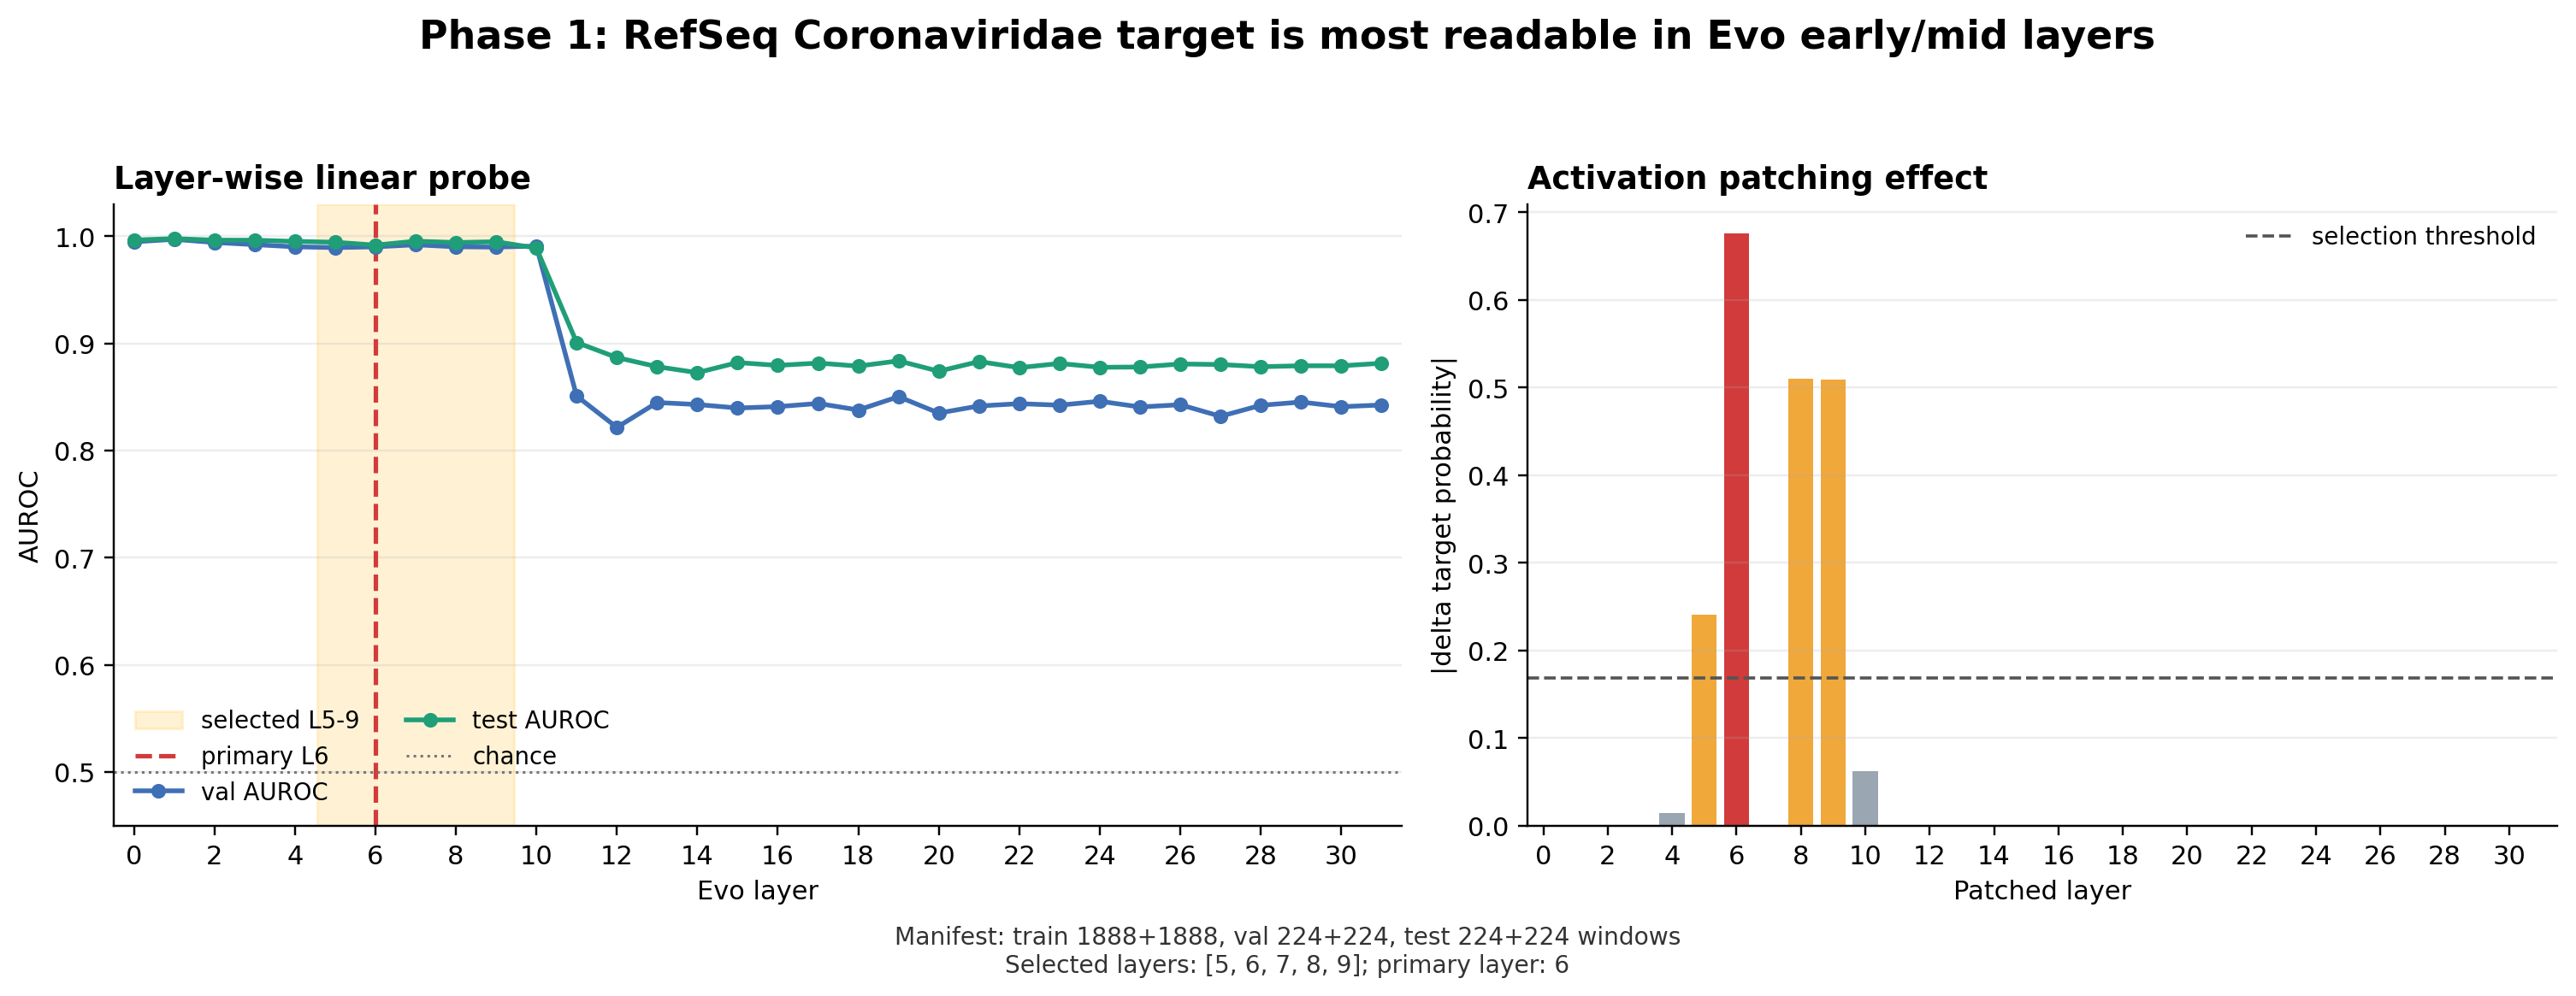 Phase 1: RefSeq Coronaviridae target is most readable in Evo early/mid layers
Layer-wise linear probe
AUROC
1.0
0.9
0.8
0.7
0.6
0.5
selected L5-9
primary L6
val AUROC
test AUROC
chance
0 2 4 6 8 10 12 14 16 18 20 22 24 26 28 30
Evo layer
Activation patching effect
|delta target probability|
0.7
0.6
0.5
0.4
0.3
0.2
0.1
0.0
selection threshold
0 2 4 6 8 10 12 14 16 18 20 22 24 26 28 30
Patched layer
Manifest: train 1888+1888, val 224+224, test 224+224 windows
Selected layers: [5, 6, 7, 8, 9]; primary layer: 6